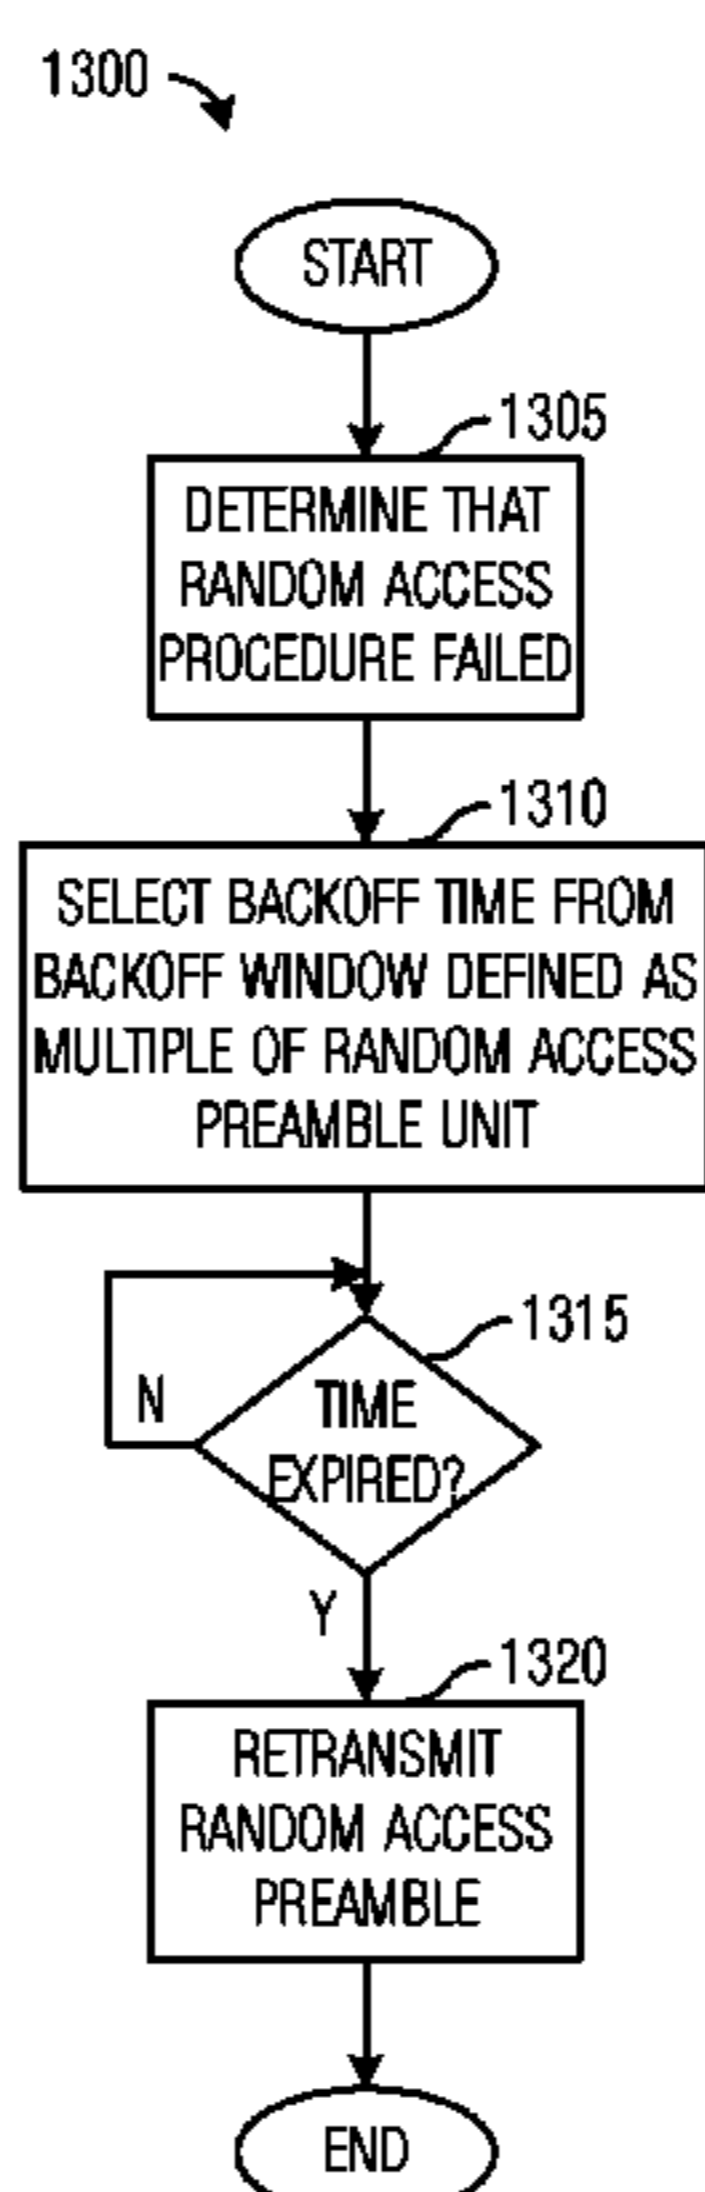 1300
START
1305
DETERMINE THAT
RANDOM ACCESS
PROCEDURE FAILED
1310
SELECT BACKOFF TIME FROM
BACKOFF WINDOW DEFINED AS
MULTIPLE OF RANDOM ACCESS
PREAMBLE UNIT
1315
TIME
EXPIRED?
N
Y
1320
RETRANSMIT
RANDOM ACCESS
PREAMBLE
END